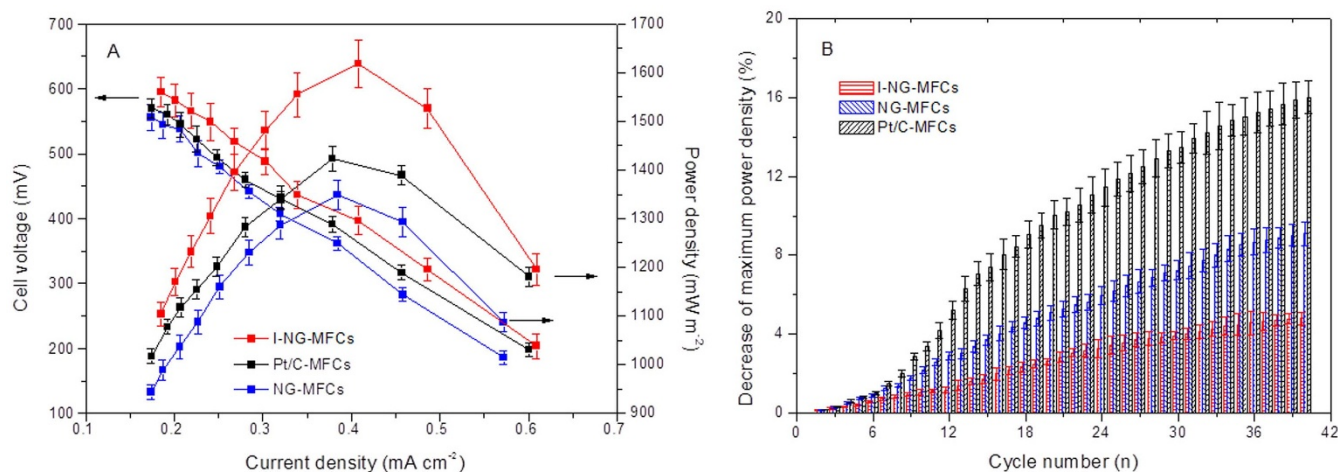 A
700
600
500
400
300
200
100
Cell voltage (mV)
0.1
0.2
0.3
0.4
0.5
0.6
0.7
Current density (mA cm⁻²)
1700
1600
1500
1400
1300
1200
1100
1000
900
Power density (mW m⁻²)
I-NG-MFCs
Pt/C-MFCs
NG-MFCs
B
20
16
12
8
4
0
Decrease of maximum power density (%)
I-NG-MFCs
NG-MFCs
Pt/C-MFCs
0
6
12
18
24
30
36
42
Cycle number (n)